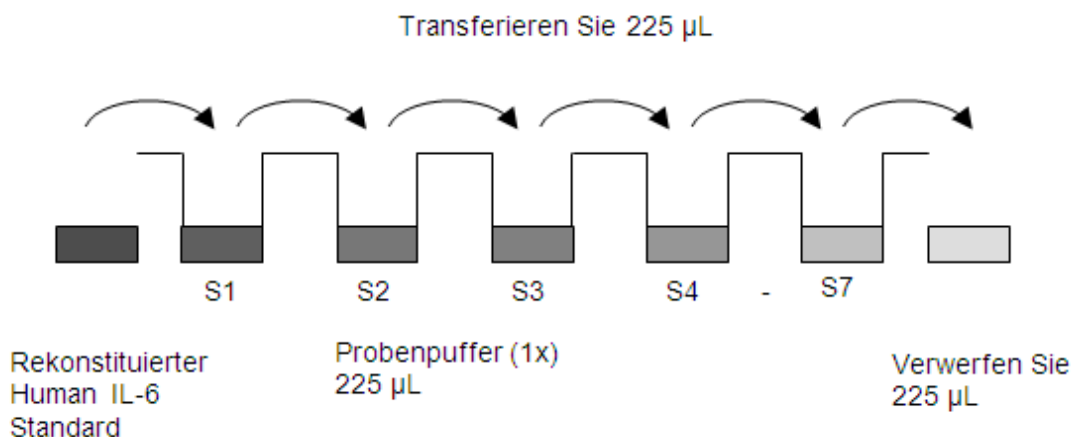 Transferieren Sie 225 µL
S1 S2 S3 S4 - S7
Rekonstituierter
Human IL-6
Standard
Probenpuffer (1x)
225 µL
Verwerfen Sie
225 µL